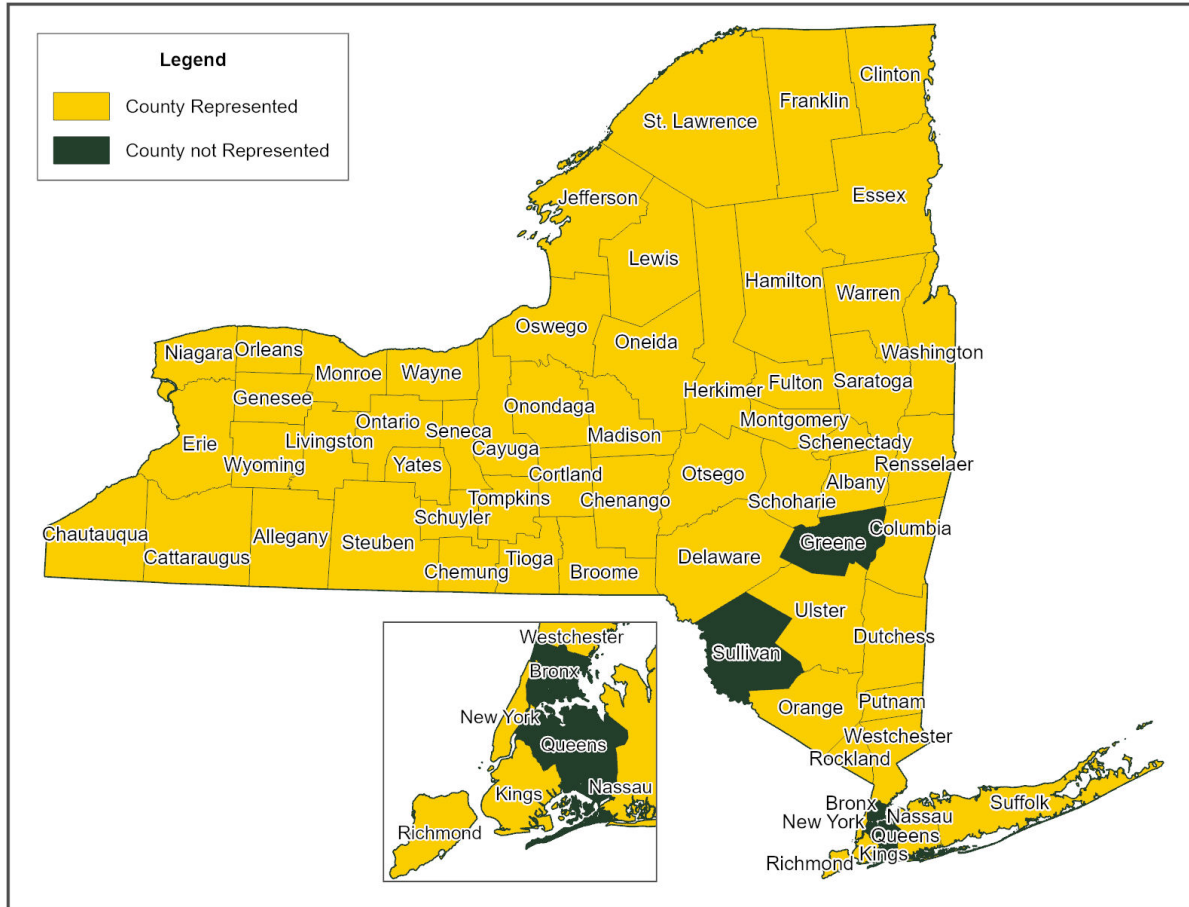 Legend
County Represented
County not Represented
Clinton
Franklin
St. Lawrence
Essex
Jefferson
Lewis
Hamilton
Warren
Oswego
Oneida
Washington
Niagara
Orleans
Monroe
Wayne
Herkimer
Fulton
Saratoga
Genesee
Onondaga
Ontario
Montgomery
Erie
Livingston
Seneca
Madison
Schenectady
Cayuga
Wyoming
Yates
Rensselaer
Cortland
Otsego
Albany
Tompkins
Chenango
Schoharie
Schuyler
Columbia
Chautauqua
Cattaraugus
Allegany
Steuben
Greene
Tioga
Delaware
Chemung
Broome
Ulster
Dutchess
Sullivan
Putnam
Orange
Westchester
Rockland
Suffolk
Bronx
Nassau
New York
Queens
Kings
Richmond
Westchester
Bronx
New York
Queens
Kings
Nassau
Richmond